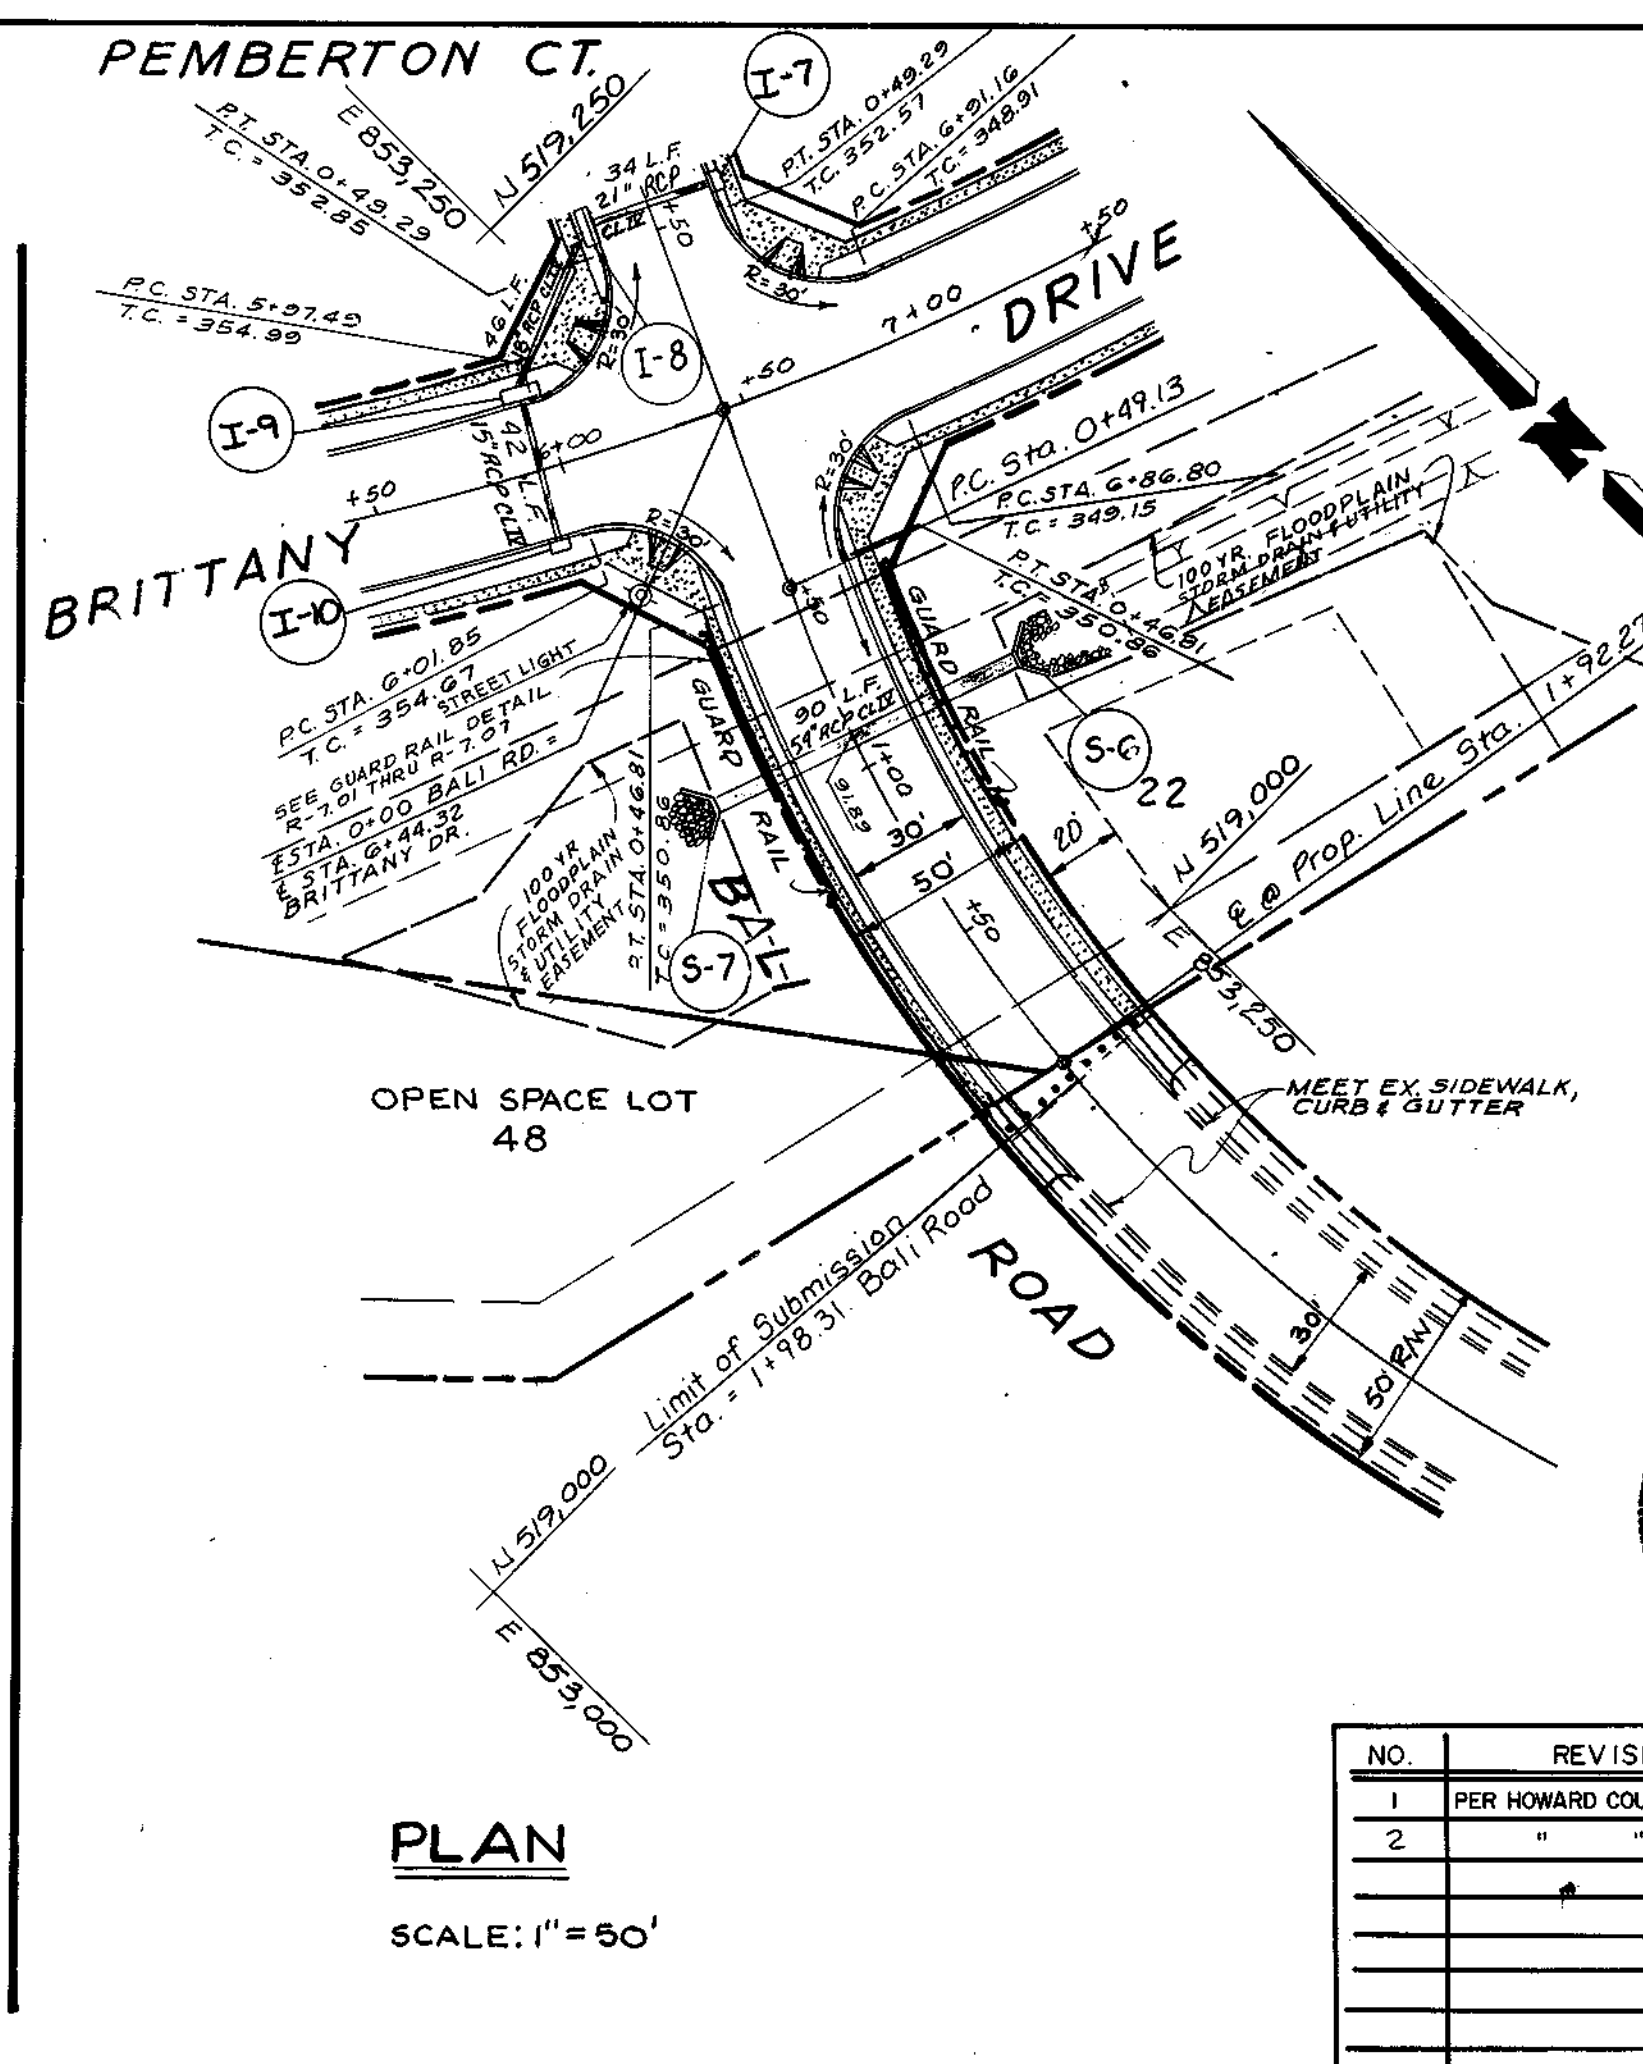 PEMBERTON CT.
I-7
P.T. STA. 0+49.29
T.C. = 352.85
E 853,250
N 519,250
34 L.F.
21" RCP
CL IV
+50
P.T. STA. 0+49.29
T.C. 352.57
P.C. STA. 6+91.16
T.C. = 348.91
+50
P.C. STA. 5+97.49
T.C. = 354.99
46 L.F.
18" RCP CL IV
R=30'
I-8
R=30'
7+00
DRIVE
+50
I-9
42 L.F.
15" RCP CL IV
6+00
+50
BRITTANY
I-10
R=30'
R=30'
P.C. Sta. 0+49.13
P.C. STA. 6+86.80
T.C. = 349.15
100 YR. FLOODPLAIN
STORM DRAIN & UTILITY
EASEMENT
P.T. STA. 0+46.81
T.C. = 350.86
+50
P.C. STA. 6+01.85
T.C. = 354.67
STREET LIGHT
SEE GUARD RAIL DETAIL
R-7.01 THRU R-7.07
℄ STA. 0+00 BALI RD. =
℄ STA. 6+44.32
BRITTANY DR.
GUARD RAIL
GUARD RAIL
90 L.F.
54" RCP CL IV
91.89
1+00
S-6
22
30'
50'
20'
+50
N 519,000
E 853,250
℄ @ Prop. Line Sta. 1+92.27
100 YR
FLOODPLAIN
STORM DRAIN
& UTILITY
EASEMENT
P.T. STA. 0+46.81
T.C. = 350.86
S-7
BALI
OPEN SPACE LOT
48
MEET EX. SIDEWALK,
CURB & GUTTER
Limit of Submission
Sta. = 1+98.31. Bali Road
ROAD
30'
50' R/W
N 519,000
E 853,000
N
PLAN
SCALE: 1"=50'
NO.
REVISI
1 PER HOWARD COU
2 " "